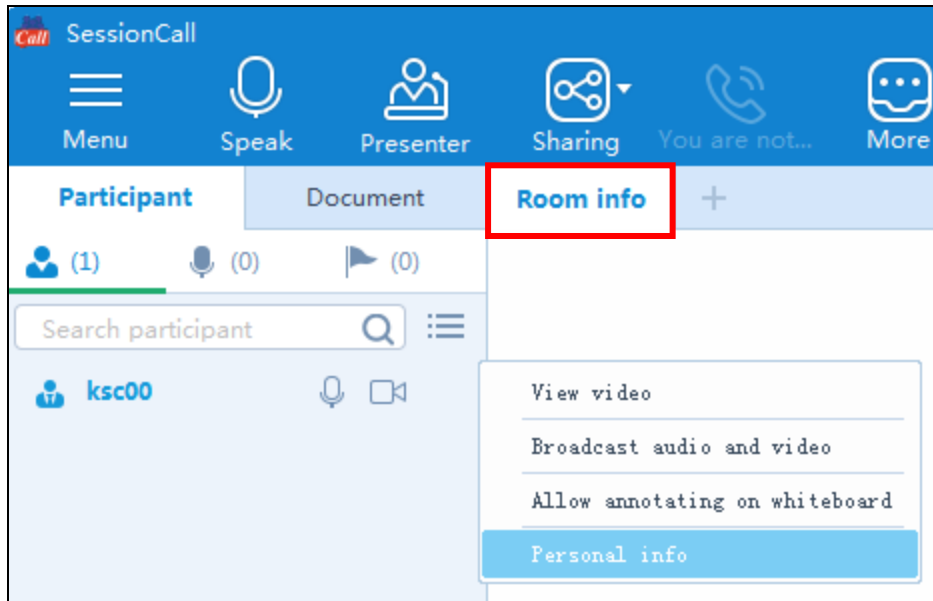 Call SessionCall
Menu Speak Presenter Sharing You are not... More
Participant Document Room info +
(1) (0) (0)
Search participant
ksc00
View video
Broadcast audio and video
Allow annotating on whiteboard
Personal info